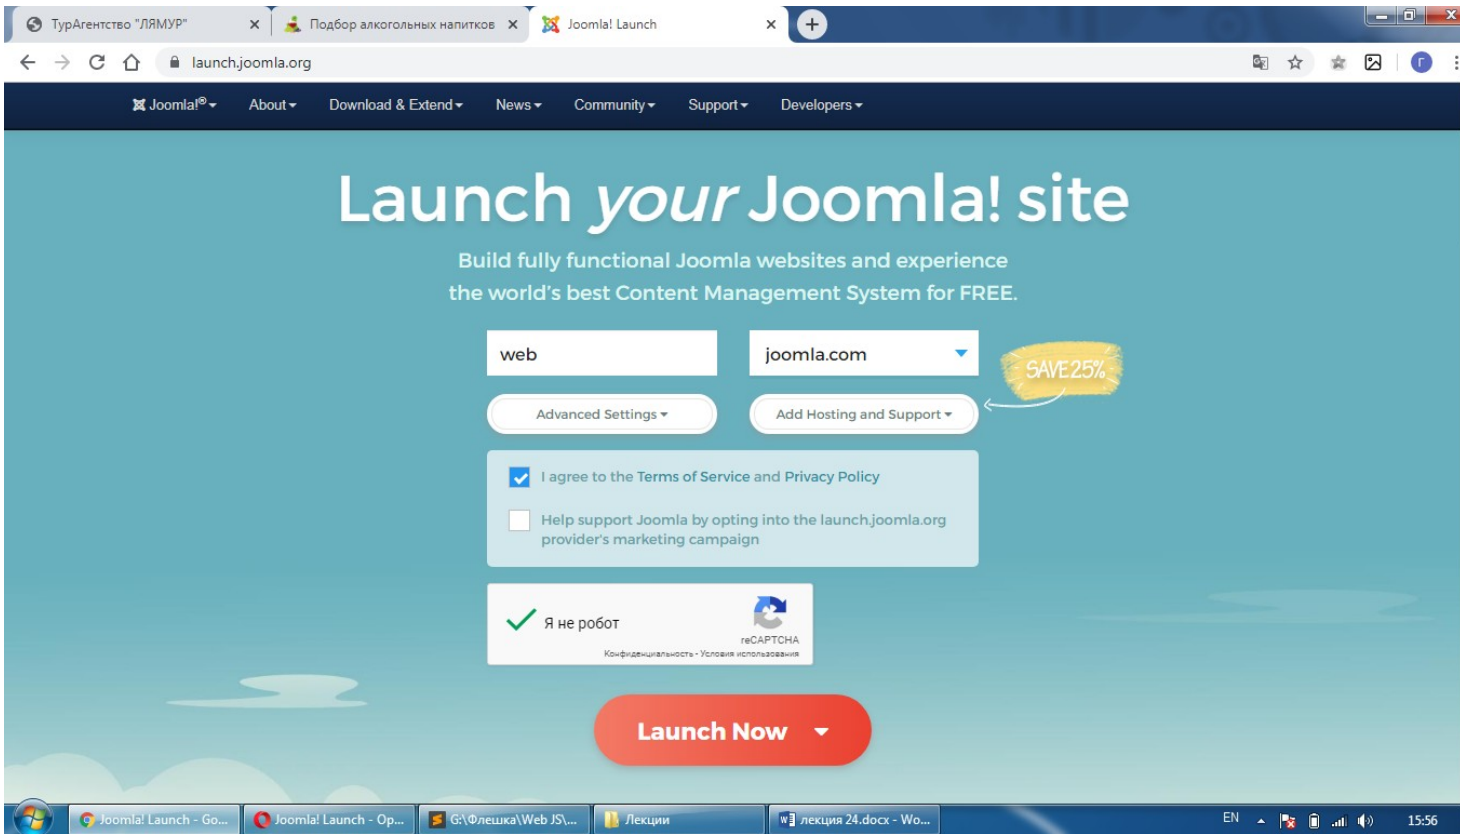 ТурАгентство "ЛЯМУР"
Подбор алкогольных напитков
Joomla! Launch
launch.joomla.org
Г
Joomla!®
About
Download & Extend
News
Community
Support
Developers
Launch your Joomla! site
Build fully functional Joomla websites and experience
the world's best Content Management System for FREE.
web
joomla.com
SAVE 25%
Advanced Settings
Add Hosting and Support
I agree to the Terms of Service and Privacy Policy
Help support Joomla by opting into the launch.joomla.org
provider's marketing campaign
Я не робот
reCAPTCHA
Конфиденциальность - Условия использования
Launch Now
Joomla! Launch - Go...
Joomla! Launch - Op...
G:\Флешка\Web JS\...
Лекции
лекция 24.docx - Wo...
EN
15:56